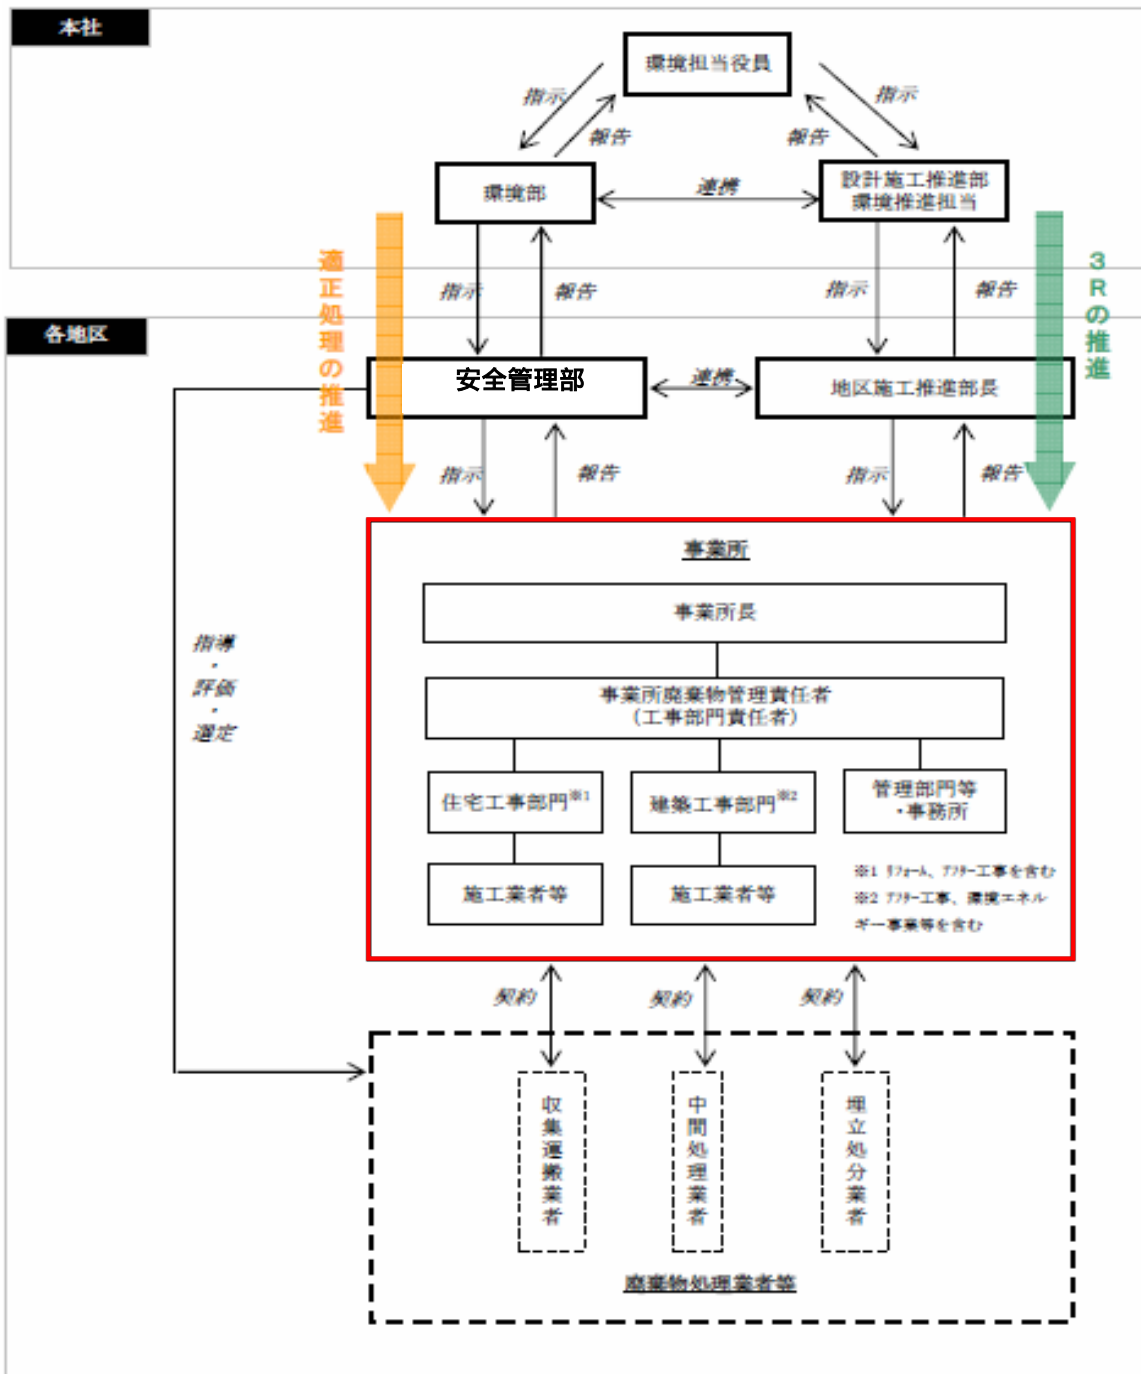 本社
環境担当役員
指示
指示
報告
報告
環境部
連携
設計施工推進部
環境推進担当
適正処理の推進
3Rの推進
指示
報告
指示
報告
各地区
安全管理部
連携
地区施工推進部長
指示
報告
指示
報告
事業所
事業所長
指導
・
評価
・
選定
事業所廃棄物管理責任者
(工事部門責任者)
住宅工事部門※1
建築工事部門※2
管理部門等
・事務所
施工業者等
施工業者等
※1 ﾘﾌｫｰﾑ、ｱﾌﾀｰ工事を含む
※2 ｱﾌﾀｰ工事、環境エネル
ギー事業等を含む
契約
契約
契約
収集運搬業者
中間処理業者
埋立処分業者
廃棄物処理業者等